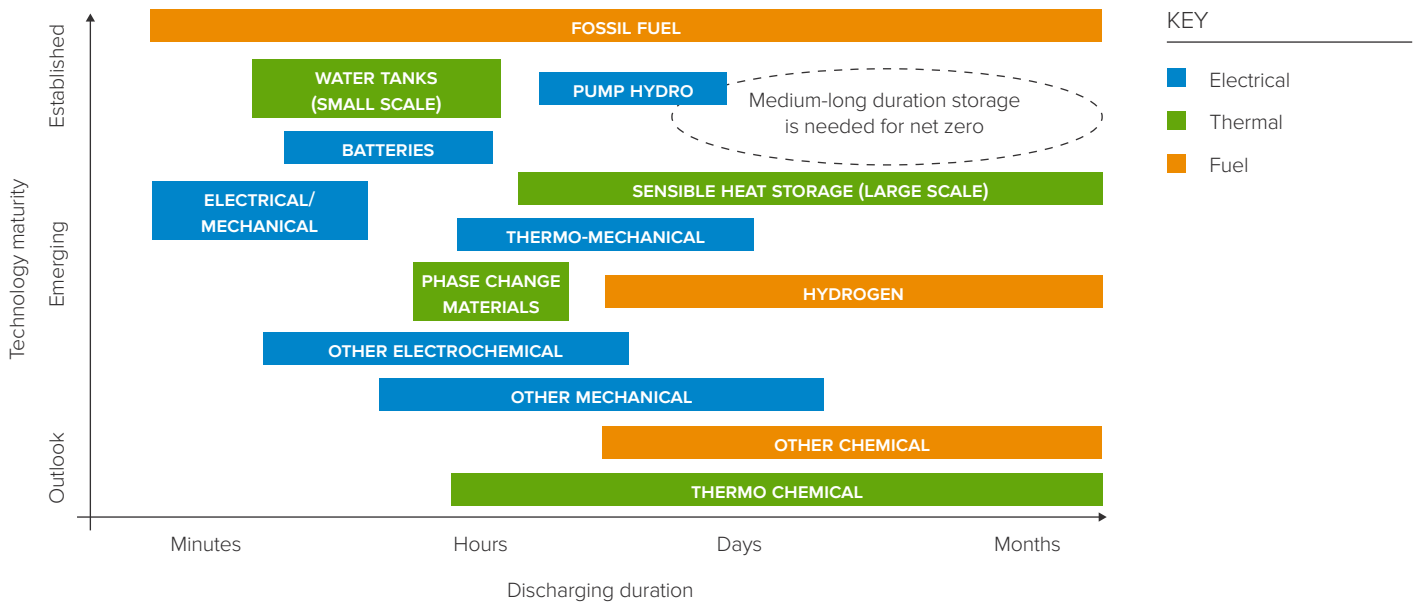 KEY
Electrical
Thermal
Fuel
Technology maturity
Established
Emerging
Outlook
FOSSIL FUEL
WATER TANKS
(SMALL SCALE)
PUMP HYDRO
Medium-long duration storage
is needed for net zero
BATTERIES
ELECTRICAL/
MECHANICAL
SENSIBLE HEAT STORAGE (LARGE SCALE)
THERMO-MECHANICAL
PHASE CHANGE
MATERIALS
HYDROGEN
OTHER ELECTROCHEMICAL
OTHER MECHANICAL
OTHER CHEMICAL
THERMO CHEMICAL
Minutes
Hours
Days
Months
Discharging duration